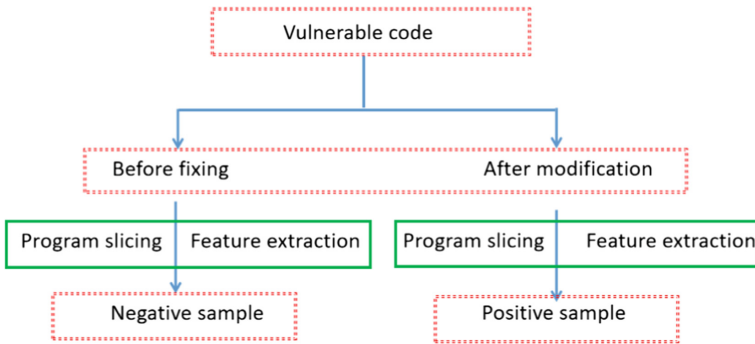 Vulnerable code
Before fixing After modification
Program slicing Feature extraction Program slicing Feature extraction
Negative sample Positive sample